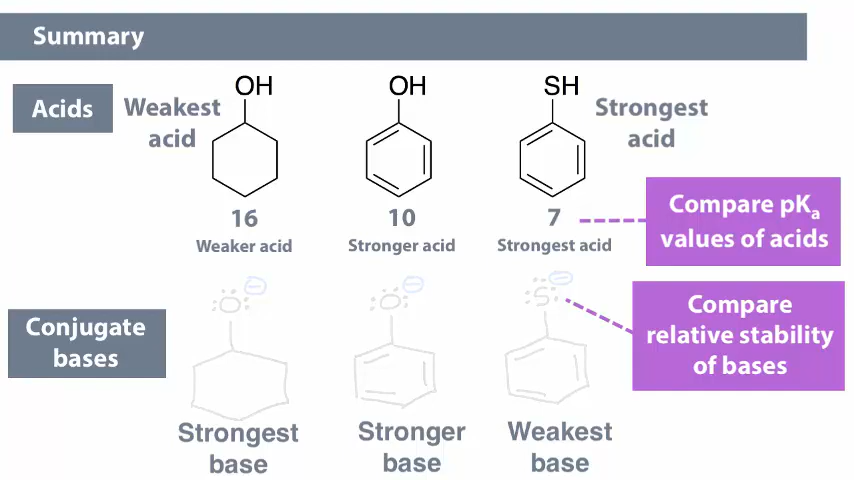 Summary
Acids
Weakest
acid
OH
OH
SH
Strongest
acid
16
10
7
Weaker acid
Stronger acid
Strongest acid
Compare pKₐ
values of acids
Conjugate
bases
O
O
S
Compare
relative stability
of bases
Strongest
base
Stronger
base
Weakest
base